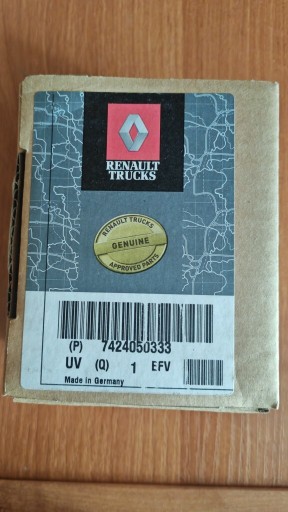 RENAULT
TRUCKS
RENAULT TRUCKS
GENUINE
APPROVED PARTS
(P) 7424050333
UV (Q) 1 EFV
Made in Germany